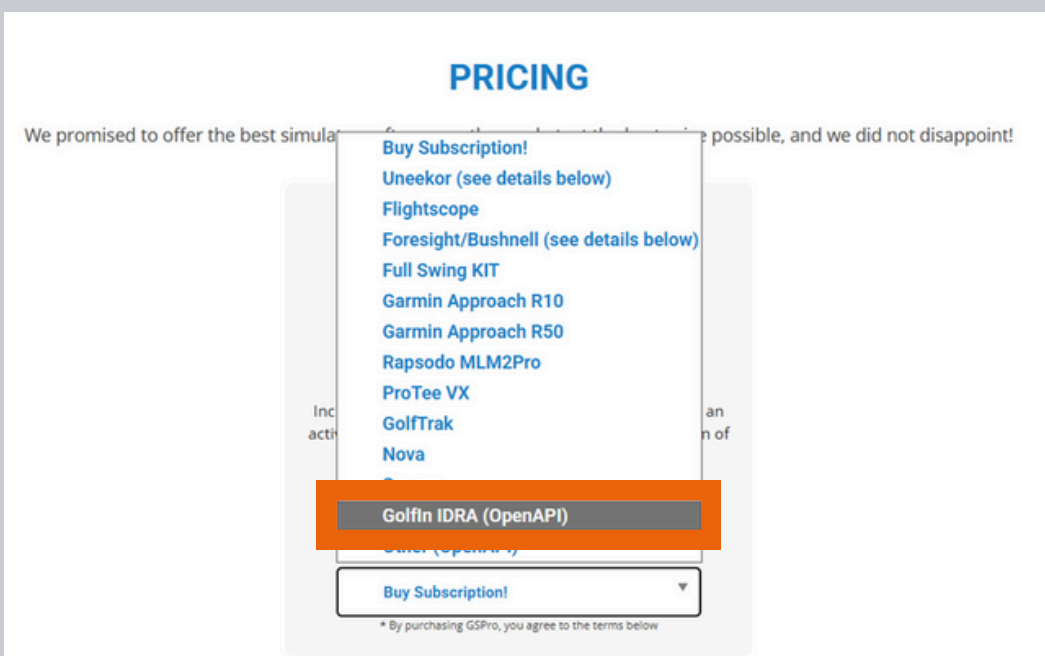 PRICING
We promised to offer the best simula possible, and we did not disappoint!
Buy Subscription!
Uneekor (see details below)
Flightscope
Foresight/Bushnell (see details below)
Full Swing KIT
Garmin Approach R10
Garmin Approach R50
Rapsodo MLM2Pro
ProTee VX
Inc an
GolfTrak
acti n of
Nova
GolfIn IDRA (OpenAPI)
Other (OpenAPI)
Buy Subscription!
* By purchasing GSPro, you agree to the terms below